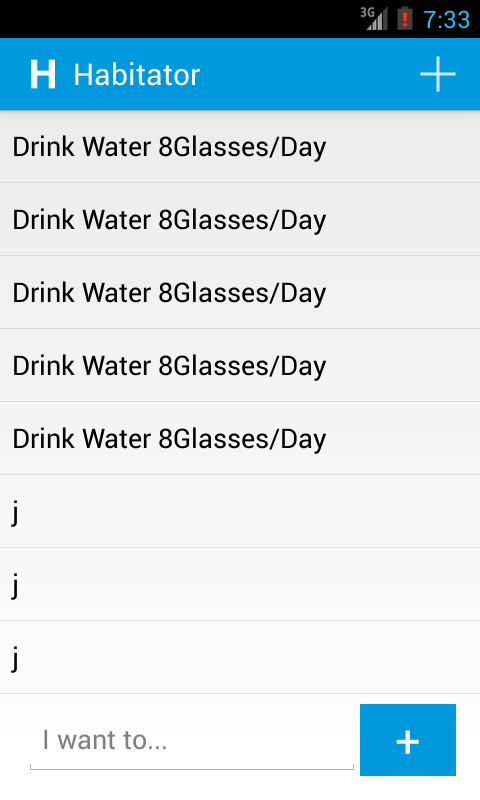 3G 7:33
H Habitator +
Drink Water 8Glasses/Day
Drink Water 8Glasses/Day
Drink Water 8Glasses/Day
Drink Water 8Glasses/Day
Drink Water 8Glasses/Day
j
j
j
I want to... +